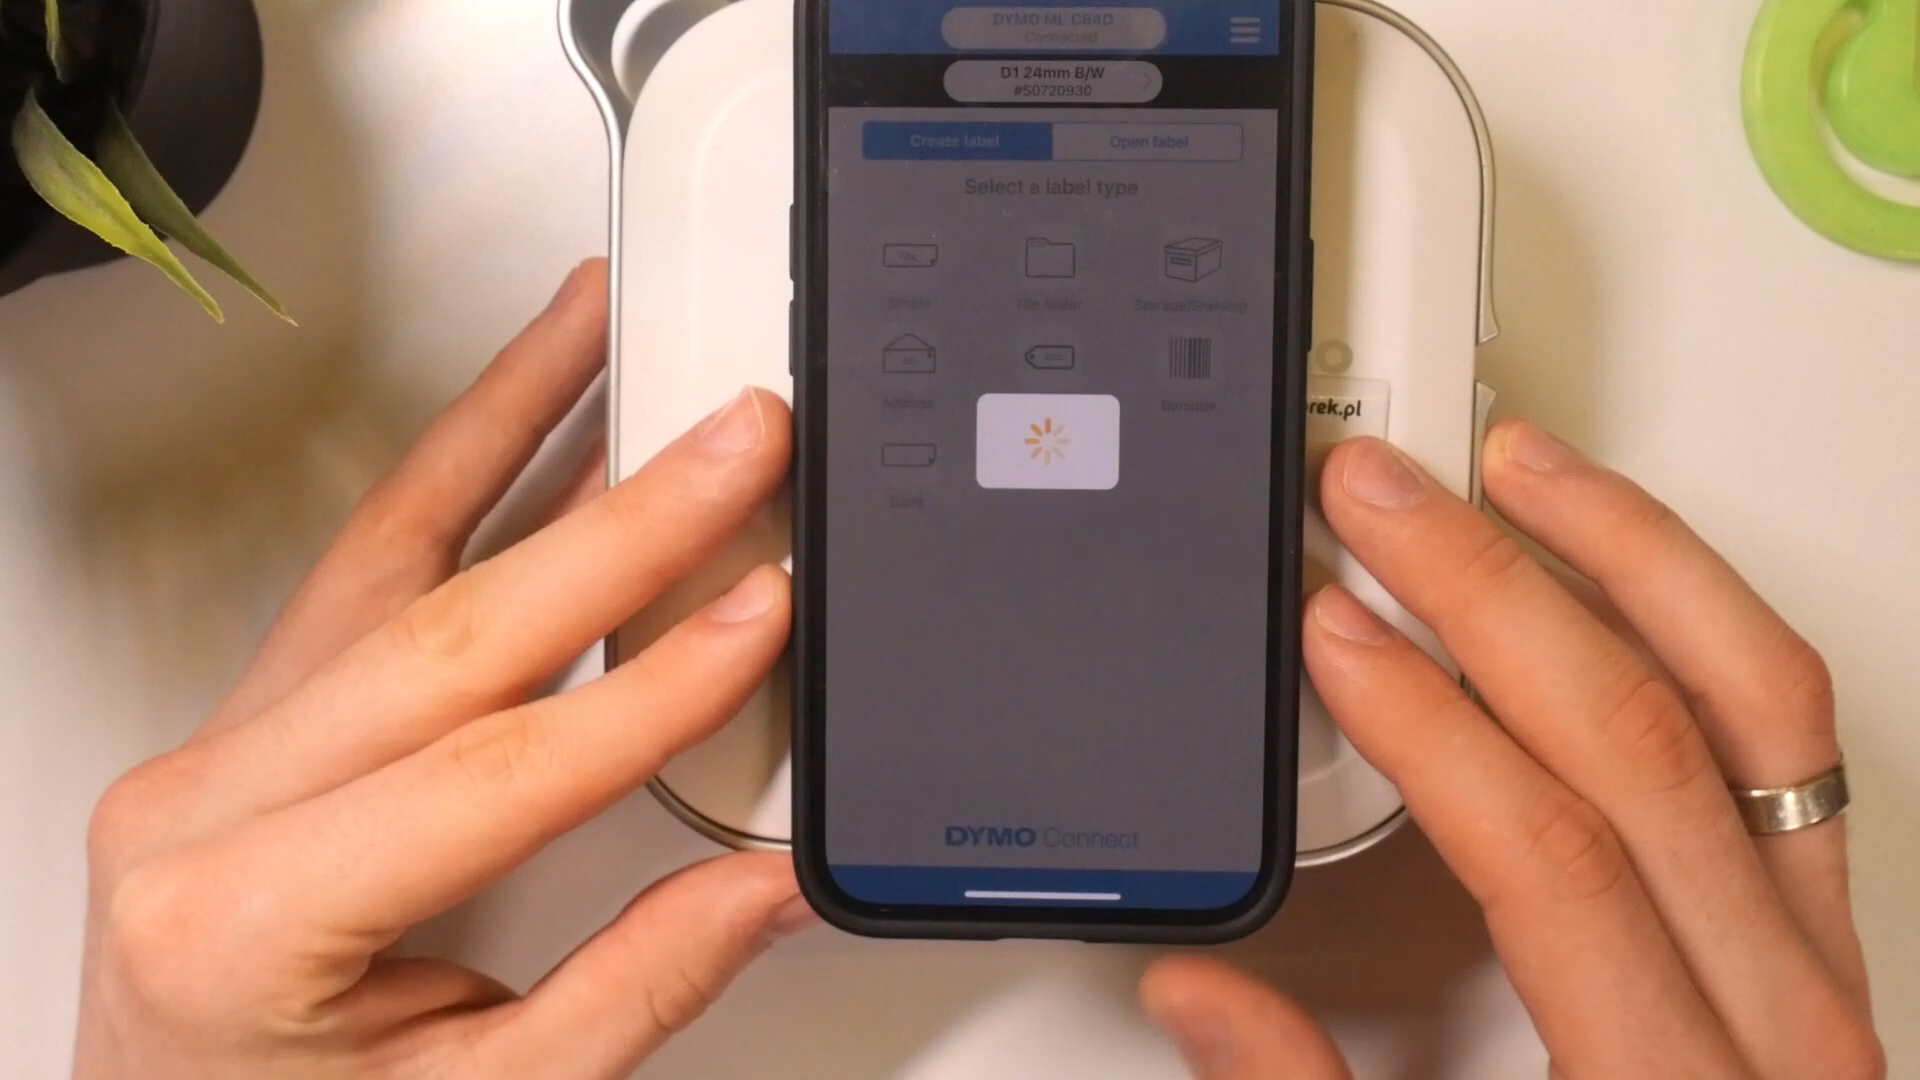 DYMO ML C84D
Connected
D1 24mm B/W
#S0720930
Create label
Open label
Select a label type
Simple
File folder
Storage/Shelving
Address
Barcode
rek.pl
DYMO Connect